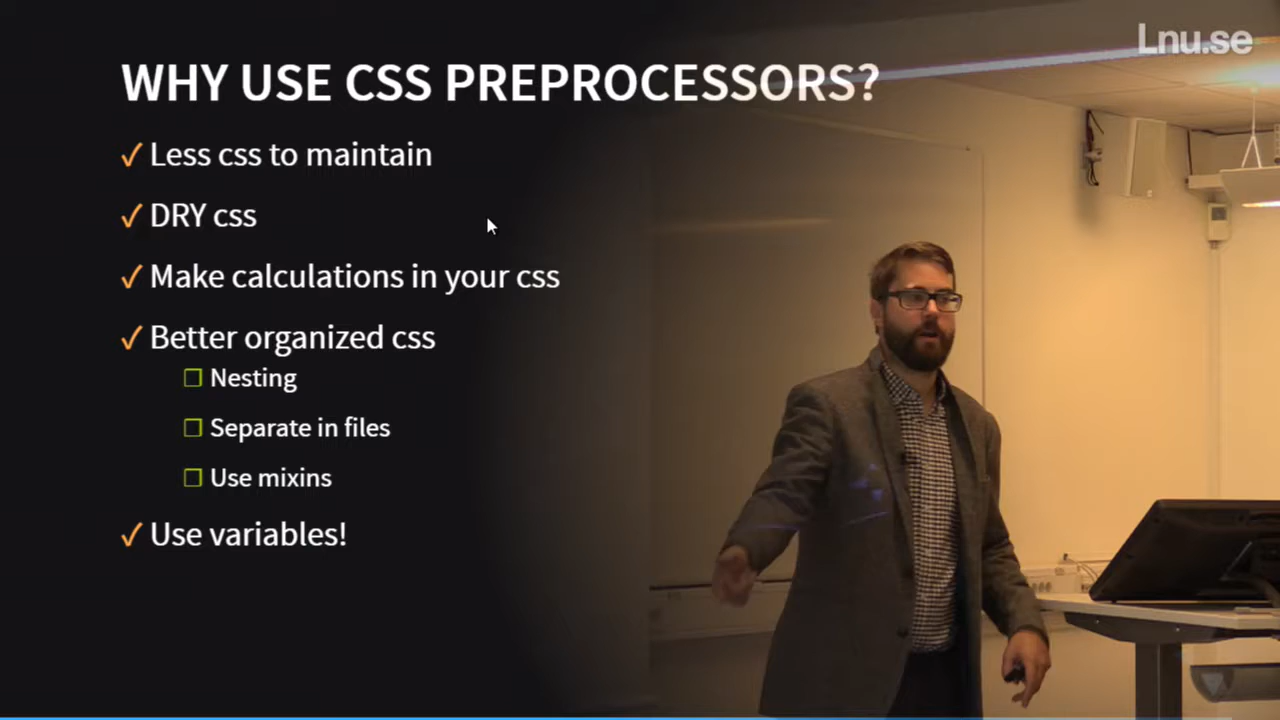 Lnu.se
WHY USE CSS PREPROCESSORS?
Less css to maintain
DRY css
Make calculations in your css
Better organized css
Nesting
Separate in files
Use mixins
Use variables!